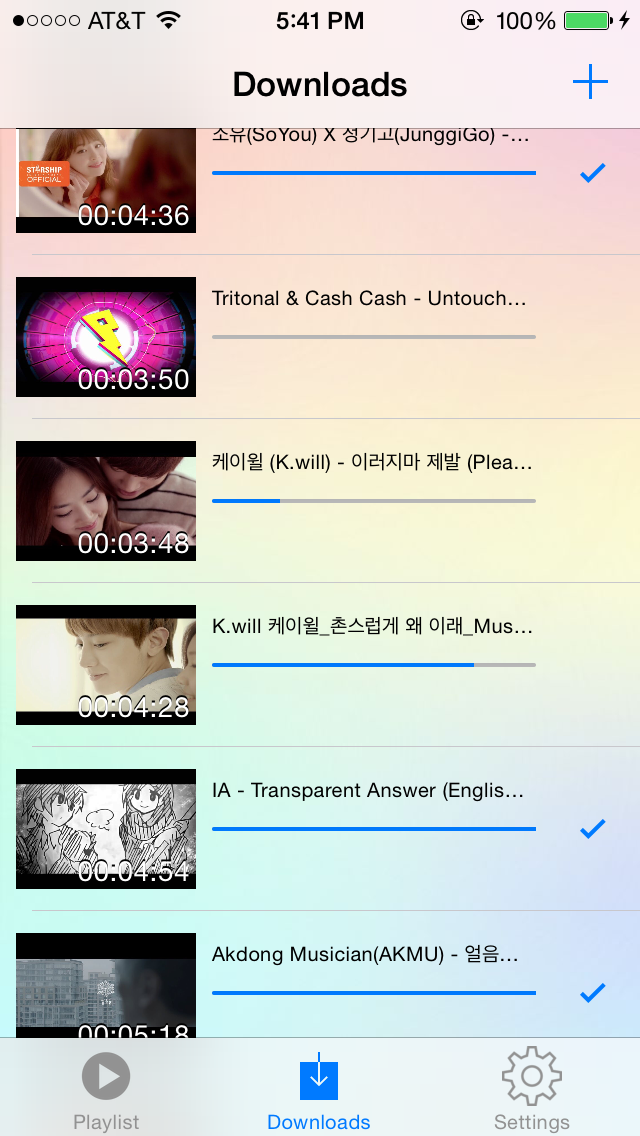 AT&T 5:41 PM 100%
Downloads
소유(SoYou) X 정기고(JunggiGo) -...
STARSHIP
OFFICIAL
00:04:36
Tritonal & Cash Cash - Untouch...
00:03:50
케이윌 (K.will) - 이러지마 제발 (Plea...
00:03:48
K.will 케이윌_촌스럽게 왜 이래_Mus...
00:04:28
IA - Transparent Answer (Englis...
00:04:54
Akdong Musician(AKMU) - 얼음...
00:05:18
Playlist Downloads Settings